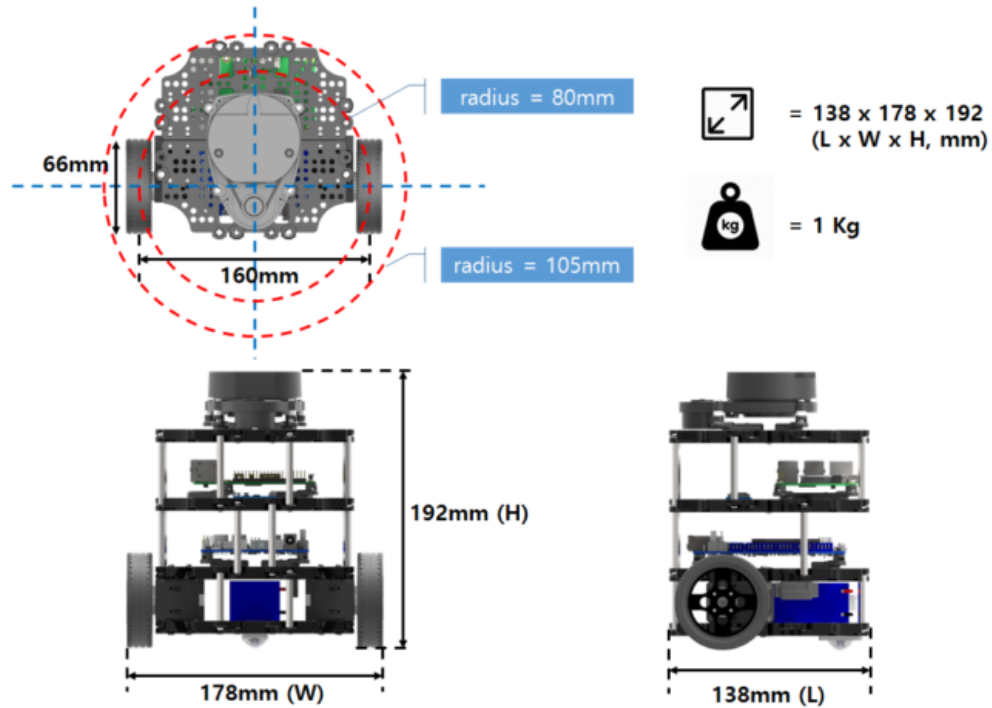 radius = 80mm
= 138 x 178 x 192
(L x W x H, mm)
66mm
kg
= 1 Kg
radius = 105mm
160mm
192mm (H)
178mm (W)
138mm (L)